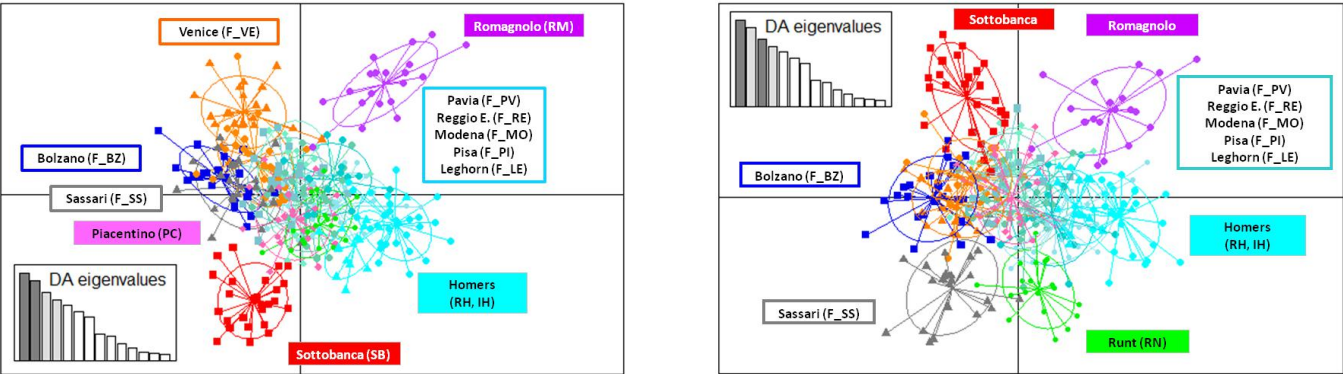 Venice (F_VE)
Romagnolo (RM)
Pavia (F_PV)
Reggio E. (F_RE)
Modena (F_MO)
Pisa (F_PI)
Leghorn (F_LE)
Bolzano (F_BZ)
Sassari (F_SS)
Piacentino (PC)
DA eigenvalues
Homers
(RH, IH)
Sottobanca (SB)
DA eigenvalues
Sottobanca
Romagnolo
Pavia (F_PV)
Reggio E. (F_RE)
Modena (F_MO)
Pisa (F_PI)
Leghorn (F_LE)
Bolzano (F_BZ)
Homers
(RH, IH)
Sassari (F_SS)
Runt (RN)